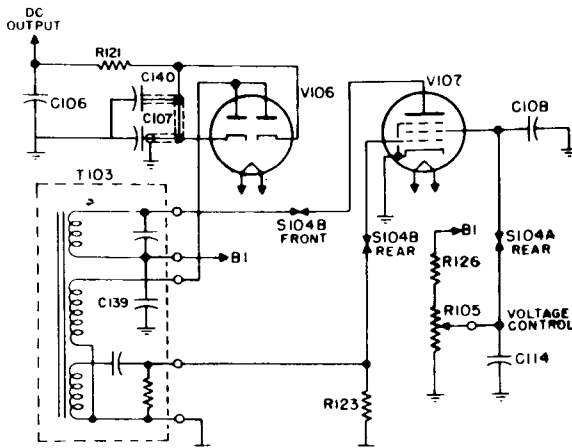 DC
OUTPUT
R121
C140
V106
V107
C106
C107
C108
T103
S104B
FRONT
B1
S104B
REAR
B1
S104A
REAR
R126
C139
R105
VOLTAGE
CONTROL
C114
R123